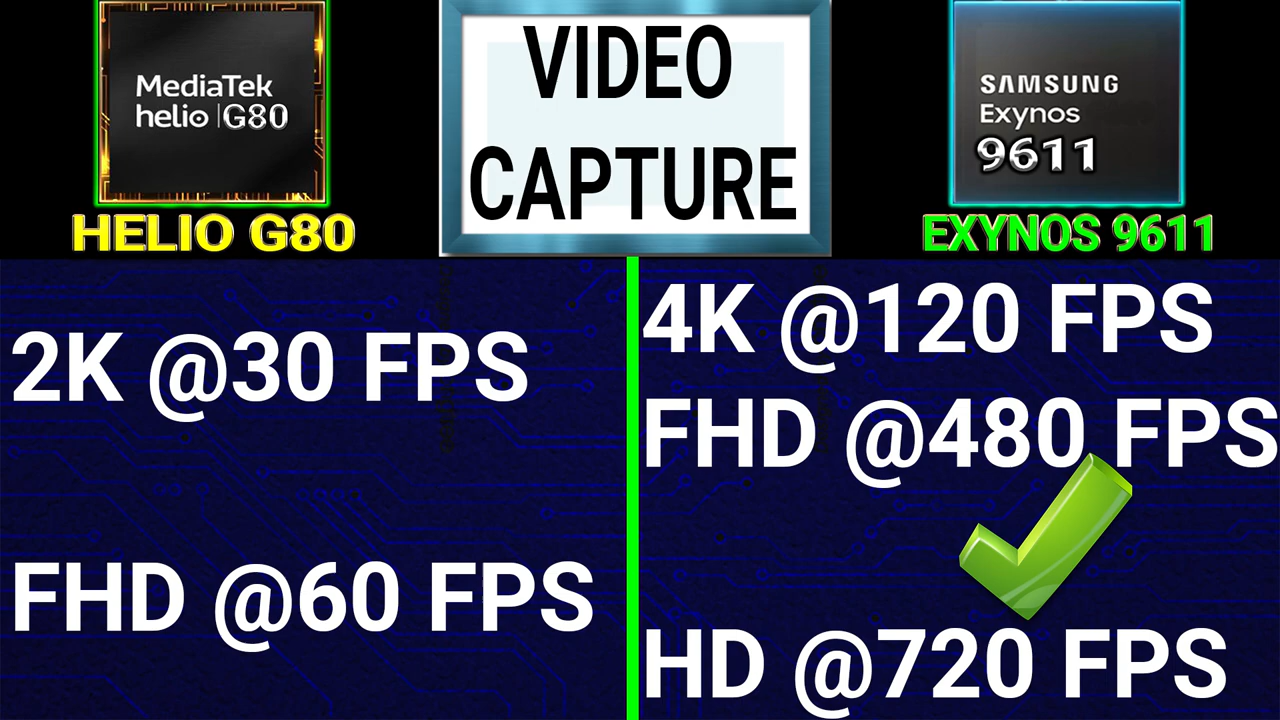 MediaTek
helio | G80
HELIO G80
VIDEO
CAPTURE
SAMSUNG
Exynos
9611
EXYNOS 9611
2K @30 FPS
FHD @60 FPS
4K @120 FPS
FHD @480 FPS
HD @720 FPS